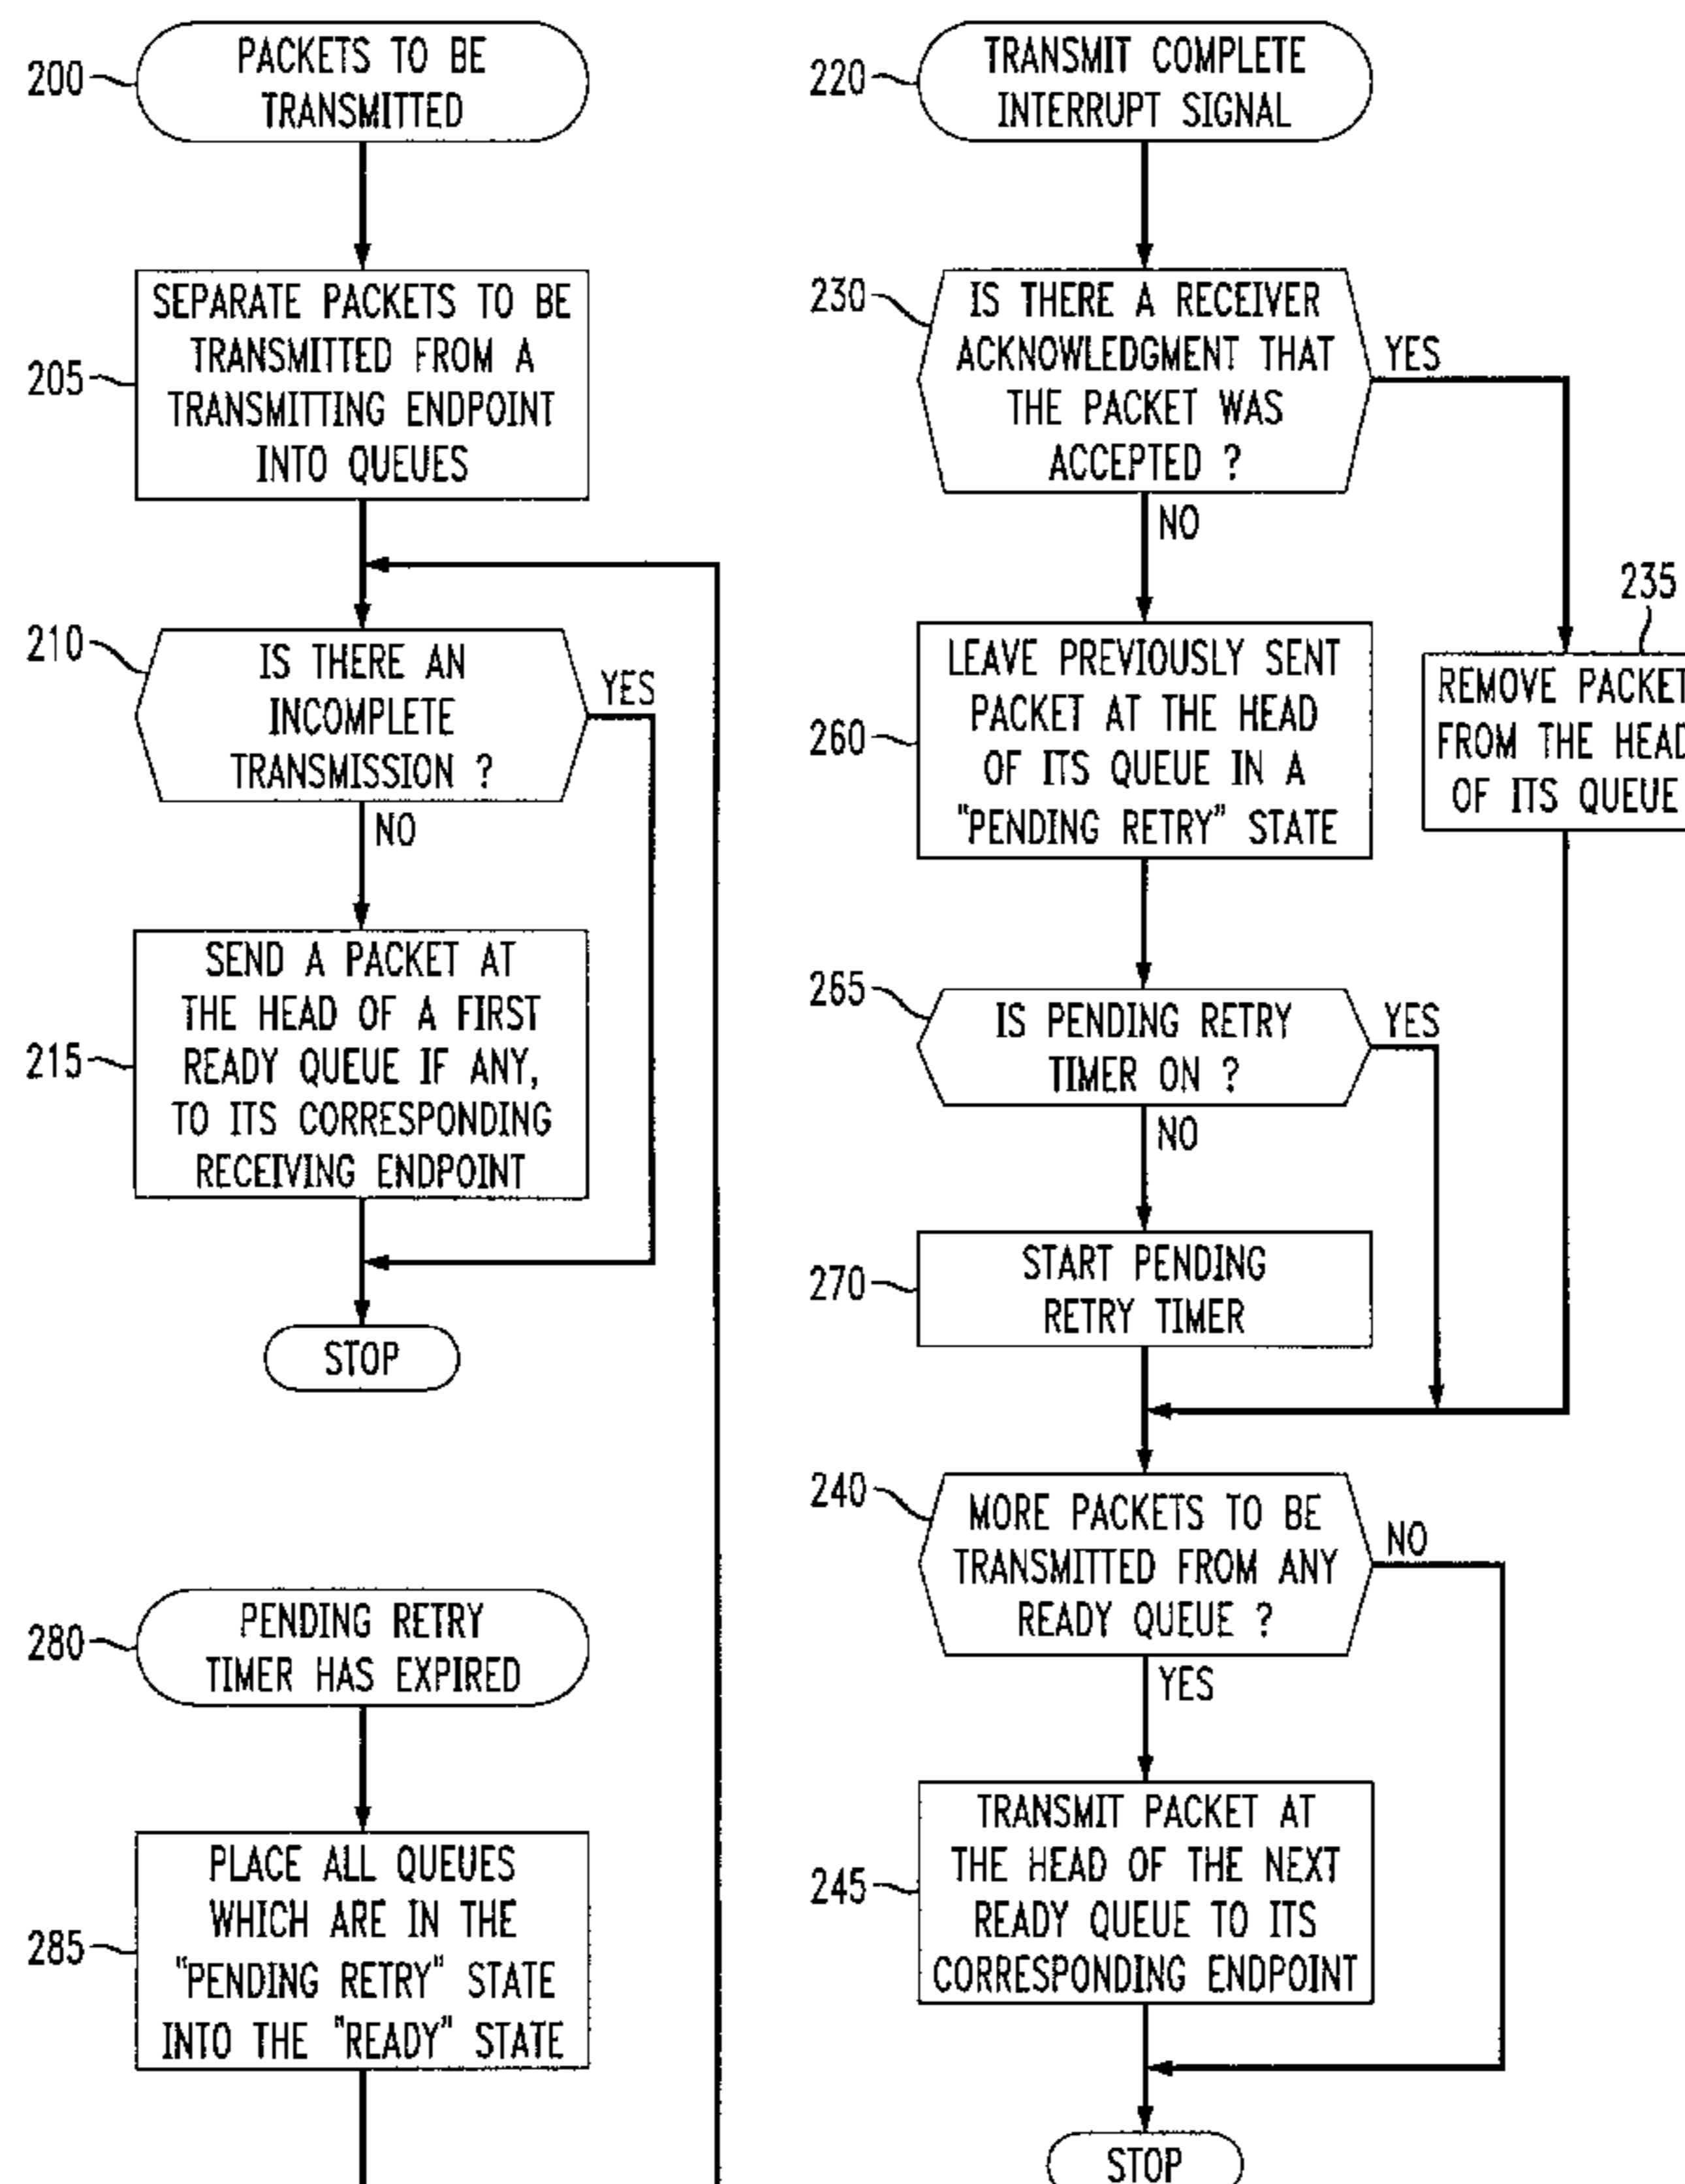 200
PACKETS TO BE
TRANSMITTED
205
SEPARATE PACKETS TO BE
TRANSMITTED FROM A
TRANSMITTING ENDPOINT
INTO QUEUES
210
IS THERE AN
INCOMPLETE
TRANSMISSION ?
YES
NO
215
SEND A PACKET AT
THE HEAD OF A FIRST
READY QUEUE IF ANY,
TO ITS CORRESPONDING
RECEIVING ENDPOINT
STOP
280
PENDING RETRY
TIMER HAS EXPIRED
285
PLACE ALL QUEUES
WHICH ARE IN THE
"PENDING RETRY" STATE
INTO THE "READY" STATE
220
TRANSMIT COMPLETE
INTERRUPT SIGNAL
230
IS THERE A RECEIVER
ACKNOWLEDGMENT THAT
THE PACKET WAS
ACCEPTED ?
YES
NO
235
REMOVE PACKET
FROM THE HEAD
OF ITS QUEUE
260
LEAVE PREVIOUSLY SENT
PACKET AT THE HEAD
OF ITS QUEUE IN A
"PENDING RETRY" STATE
265
IS PENDING RETRY
TIMER ON ?
YES
NO
270
START PENDING
RETRY TIMER
240
MORE PACKETS TO BE
TRANSMITTED FROM ANY
READY QUEUE ?
NO
YES
245
TRANSMIT PACKET AT
THE HEAD OF THE NEXT
READY QUEUE TO ITS
CORRESPONDING ENDPOINT
STOP